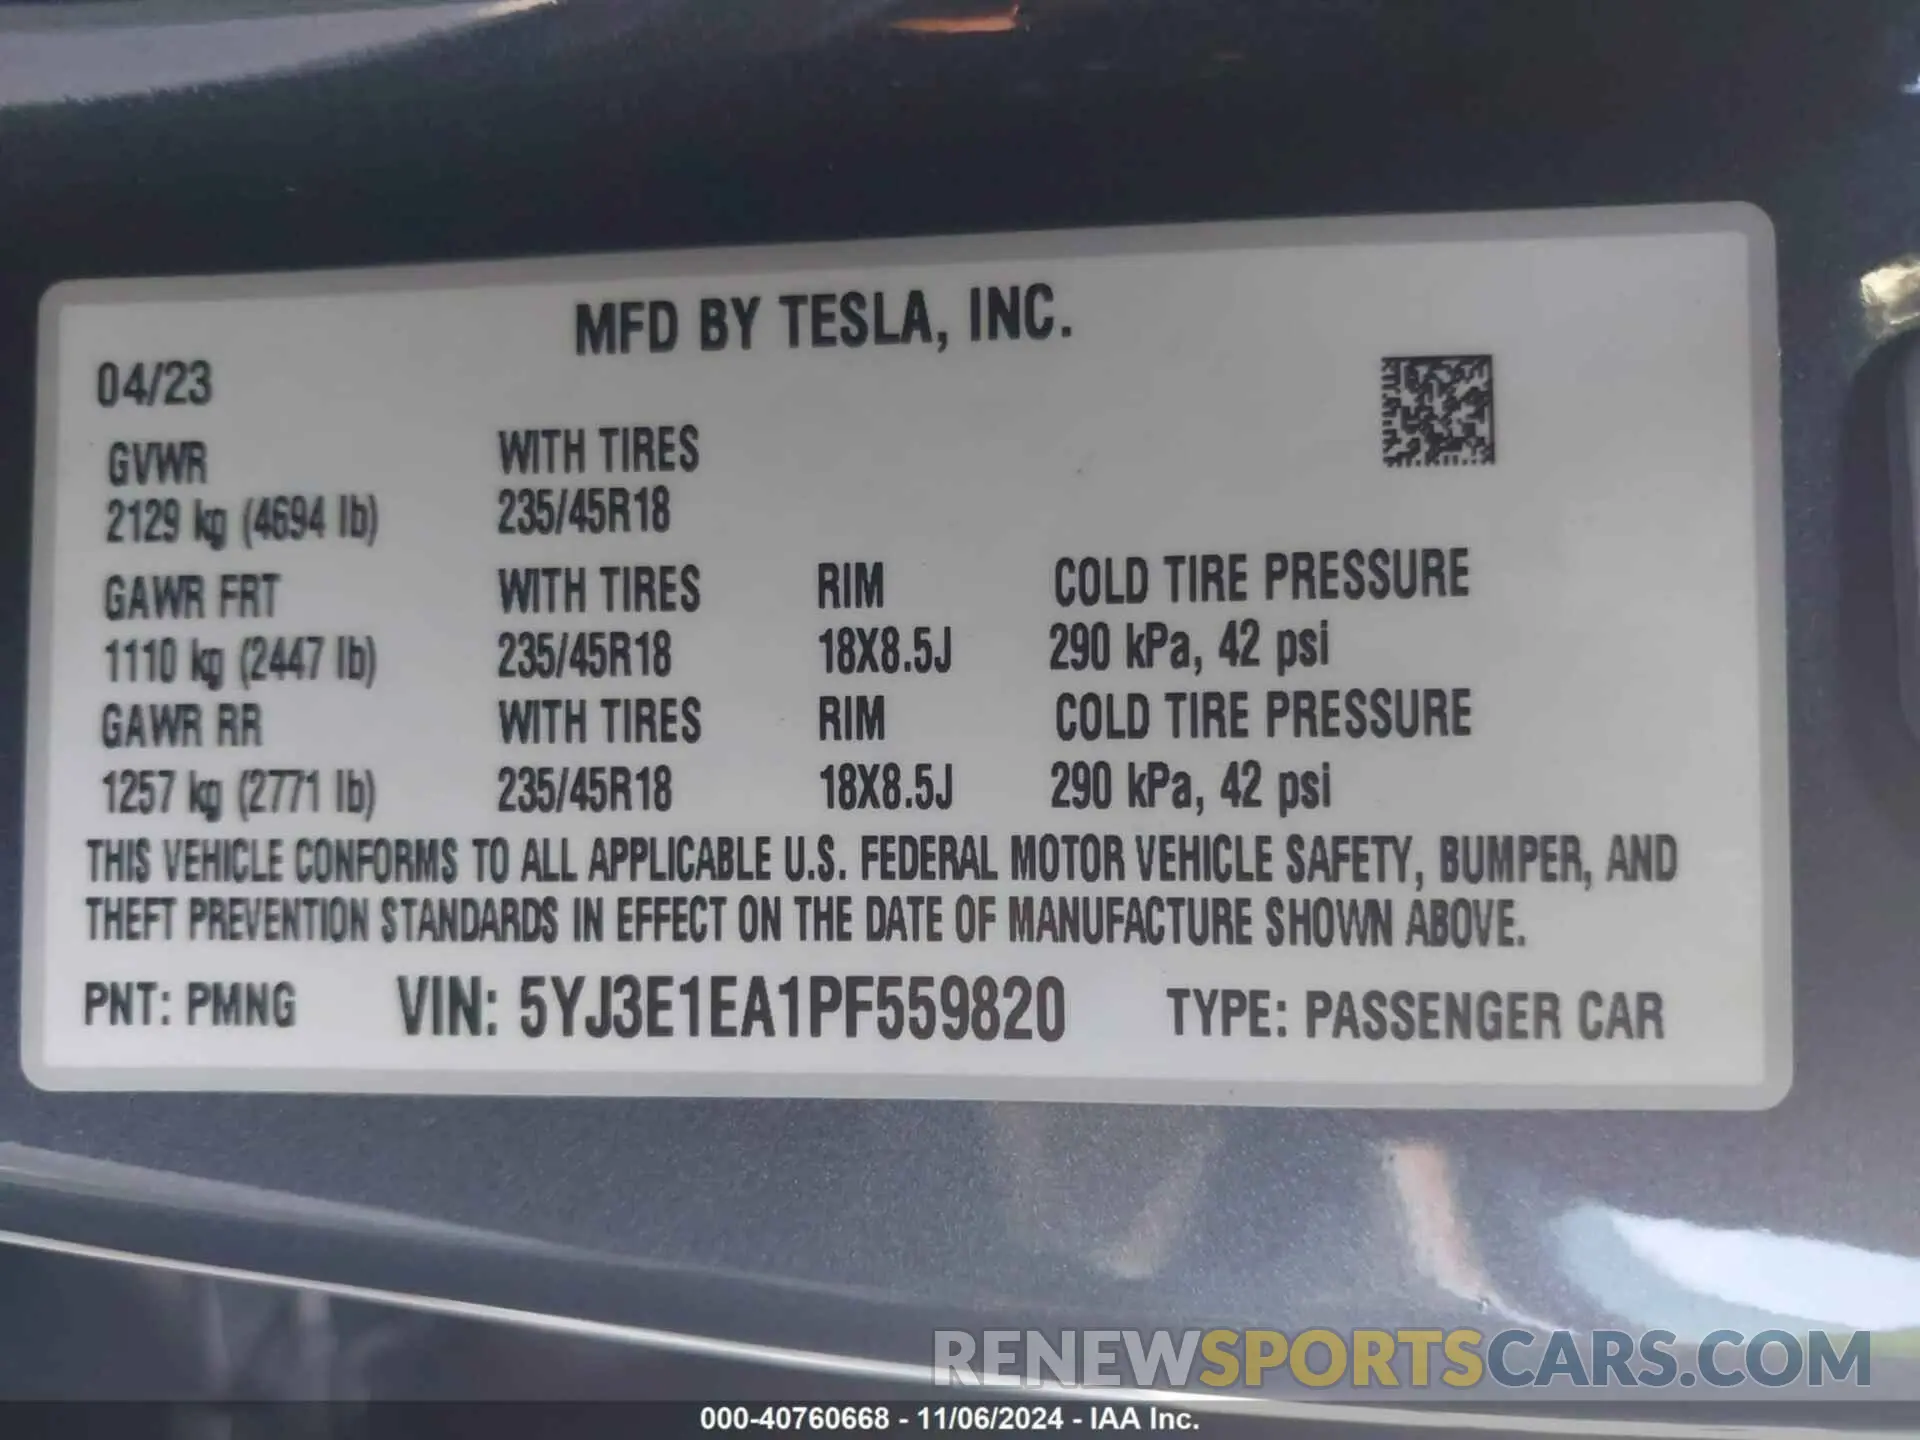 MFD BY TESLA, INC.
04/23
GVWR WITH TIRES
2129 kg (4694 lb) 235/45R18
GAWR FRT WITH TIRES RIM COLD TIRE PRESSURE
1110 kg (2447 lb) 235/45R18 18X8.5J 290 kPa, 42 psi
GAWR RR WITH TIRES RIM COLD TIRE PRESSURE
1257 kg (2771 lb) 235/45R18 18X8.5J 290 kPa, 42 psi
THIS VEHICLE CONFORMS TO ALL APPLICABLE U.S. FEDERAL MOTOR VEHICLE SAFETY, BUMPER, AND
THEFT PREVENTION STANDARDS IN EFFECT ON THE DATE OF MANUFACTURE SHOWN ABOVE.
PNT: PMNG VIN: 5YJ3E1EA1PF559820 TYPE: PASSENGER CAR
RENEWSPORTSCARS.COM
000-40760668 - 11/06/2024 - IAA Inc.